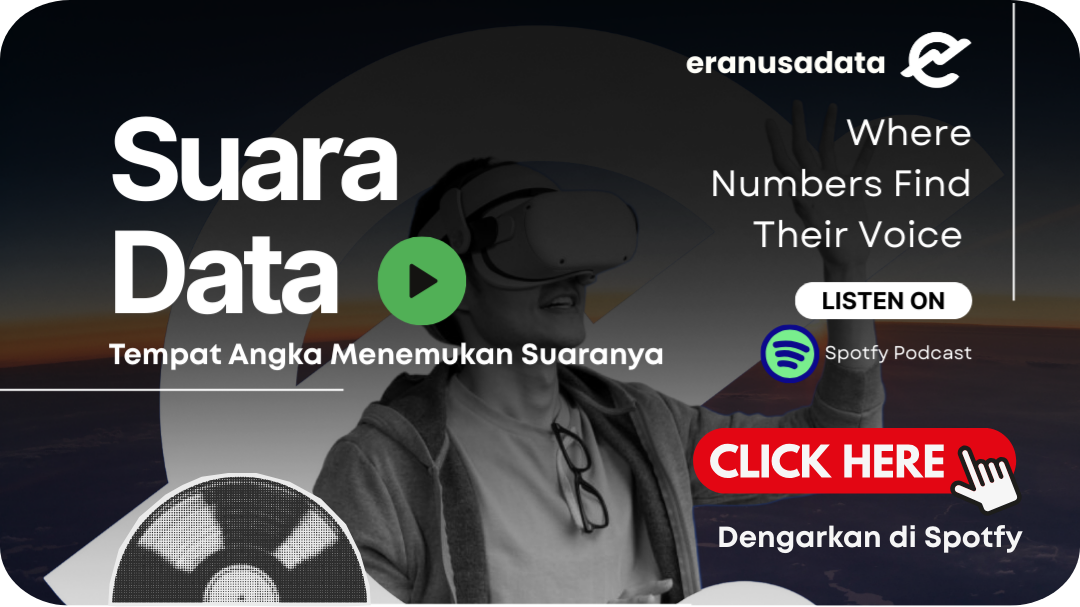 Suara
Data
Tempat Angka Menemukan Suaranya
eranusadata
Where
Numbers Find
Their Voice
LISTEN ON
Spotfy Podcast
CLICK HERE
Dengarkan di Spotfy